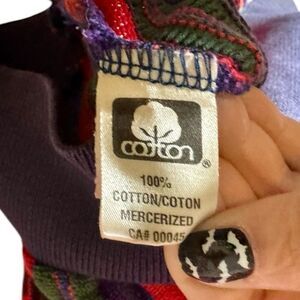 cotton
®
100%
COTTON/COTON
MERCERIZED
CA# 00045